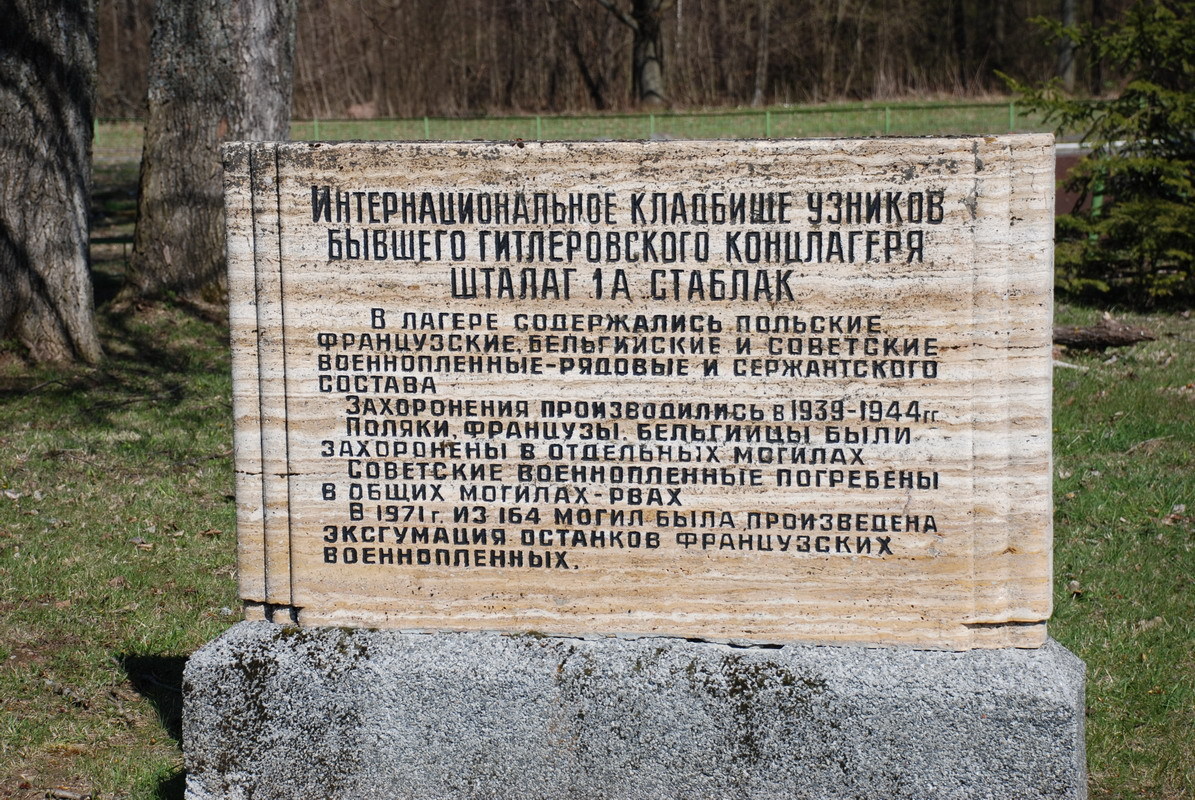 Интернациональное кладбище узников
бывшего гитлеровского концлагеря
шталаг 1А стаблак
В лагере содержались польские,
французские, бельгийские и советские
военнопленные-рядовые и сержантского
состава
Захоронения производились в 1939-1944гг.
Поляки, французы, бельгийцы были
захоронены в отдельных могилах
Советские военнопленные погребены
в общих могилах-рвах
В 1971г. из 164 могил была произведена
эксгумация останков французских
военнопленных.